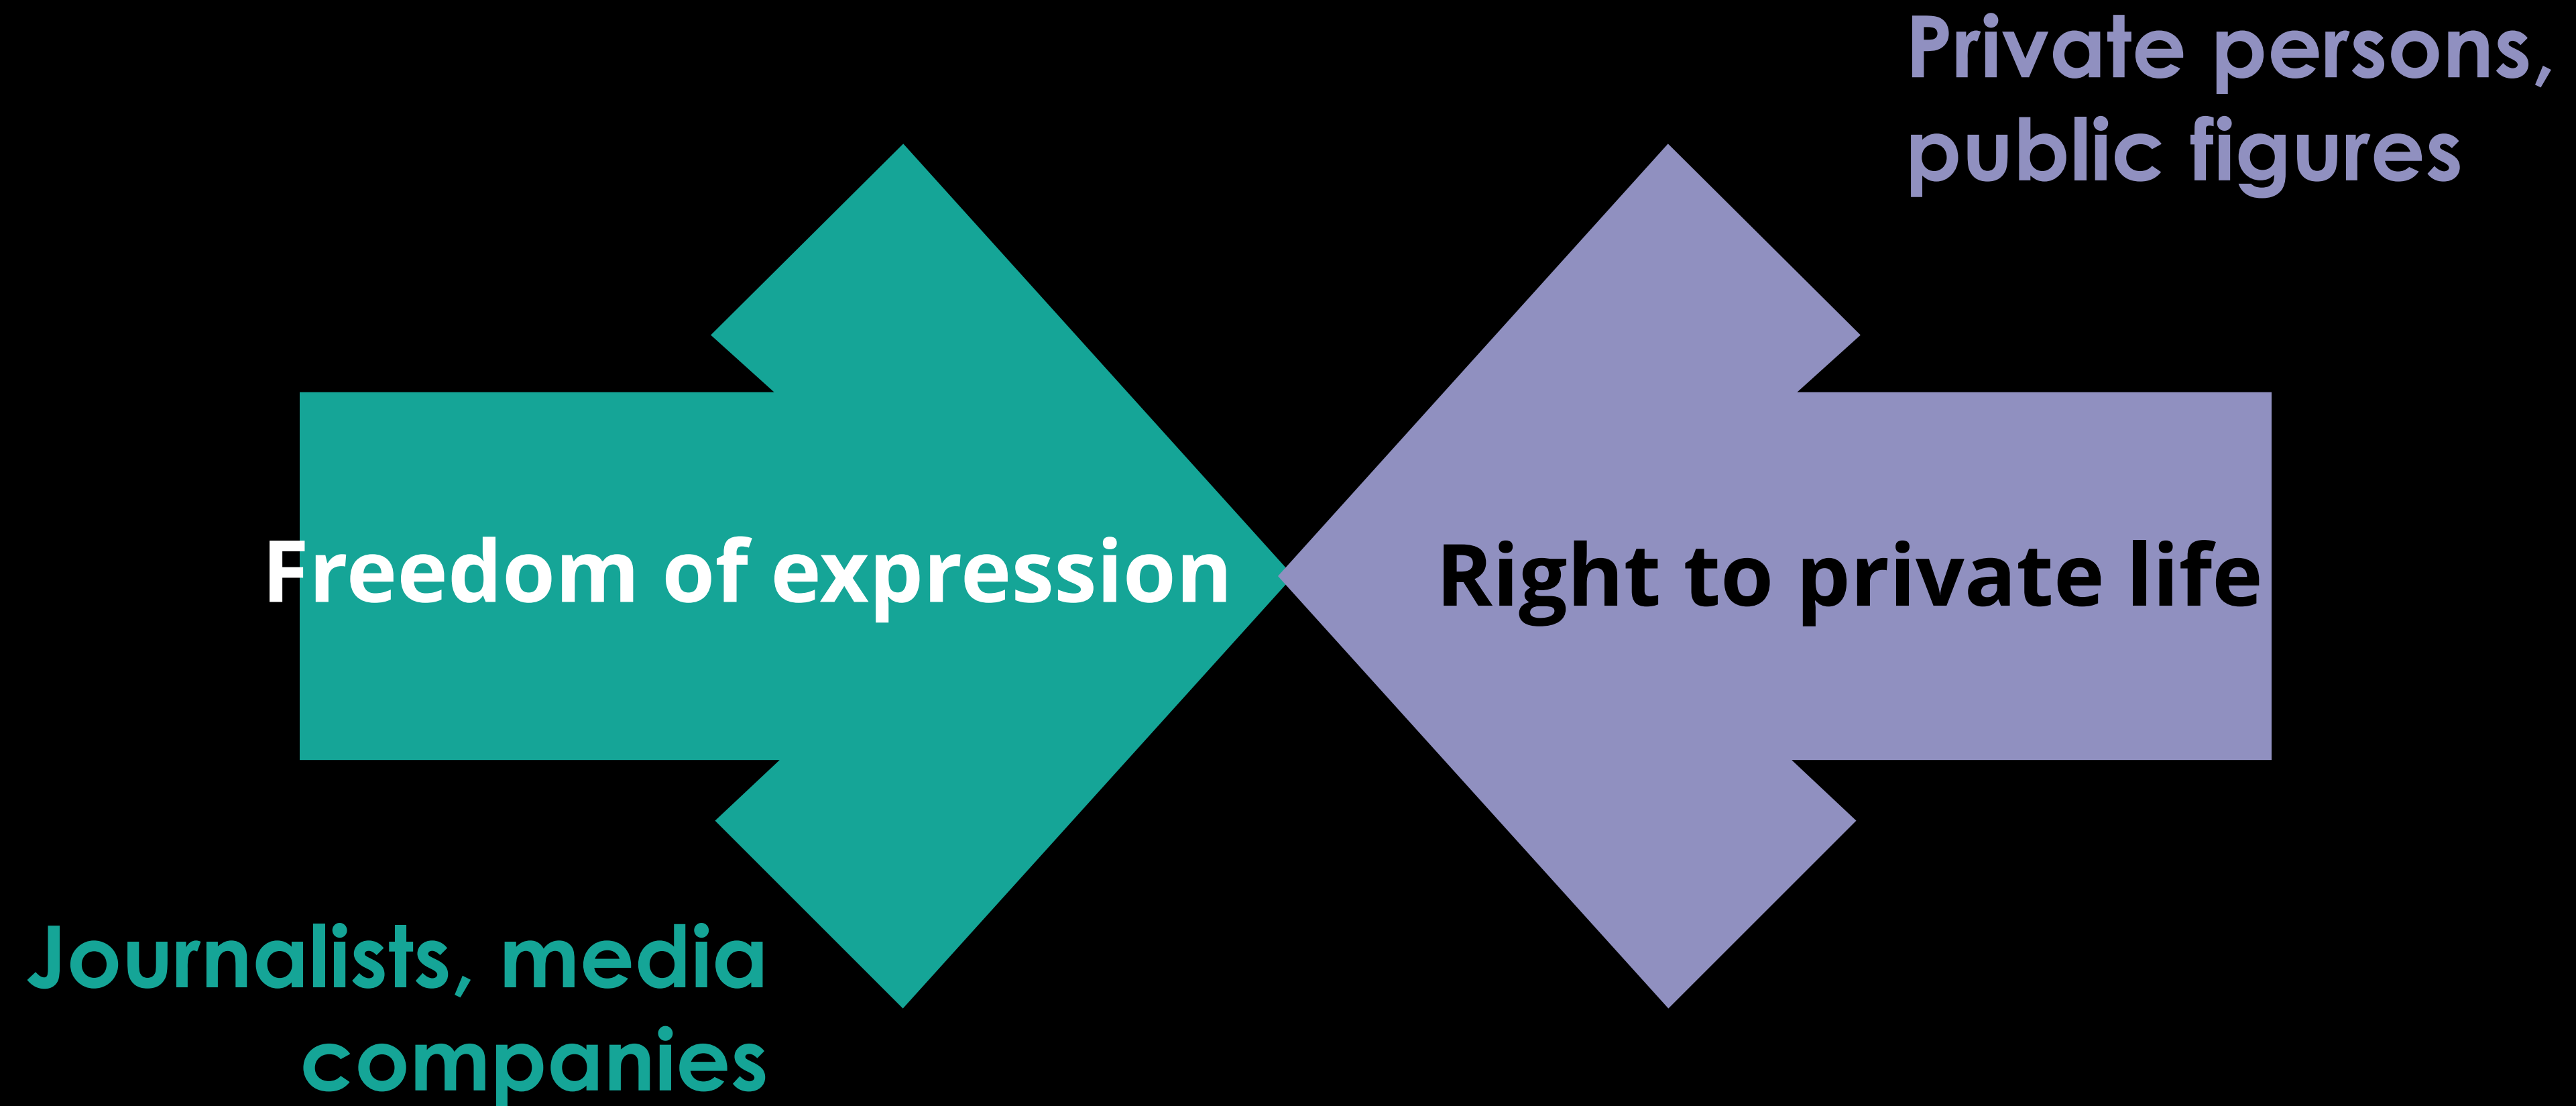 Private persons,
public figures
Freedom of expression
Right to private life
Journalists, media
companies